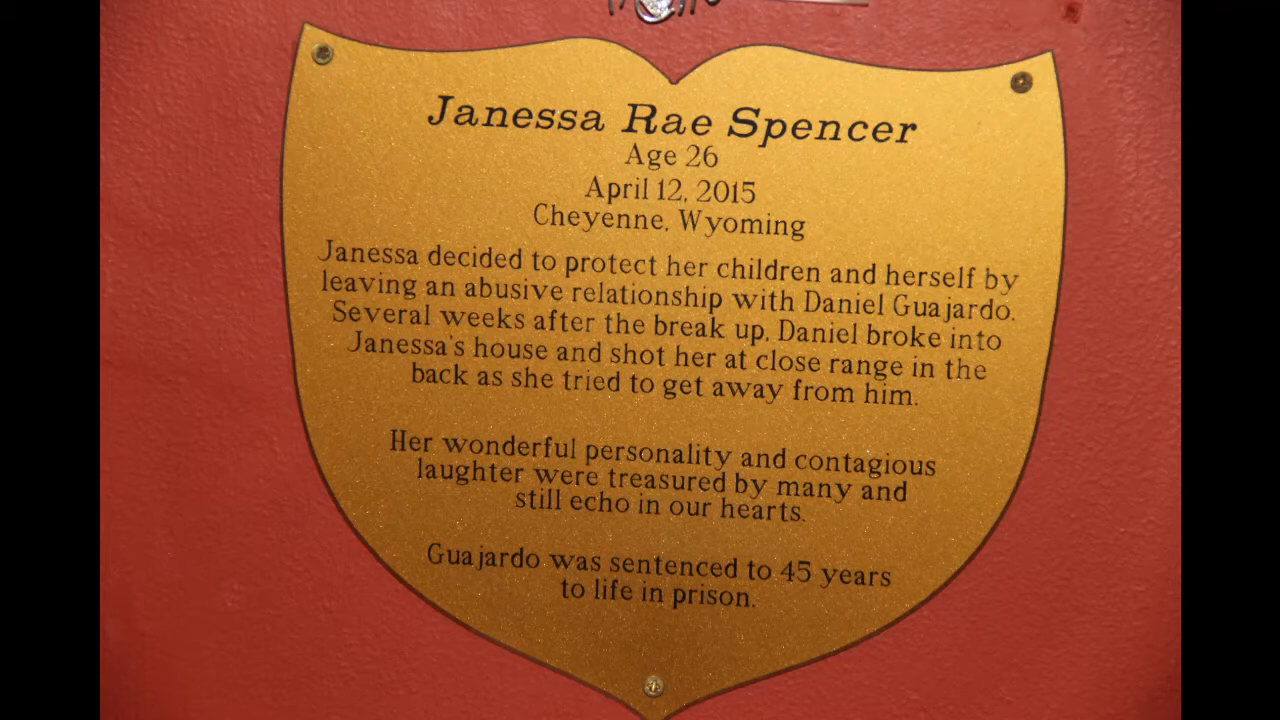 Janessa Rae Spencer
Age 26
April 12, 2015
Cheyenne, Wyoming
Janessa decided to protect her children and herself by
leaving an abusive relationship with Daniel Guajardo.
Several weeks after the break up, Daniel broke into
Janessa's house and shot her at close range in the
back as she tried to get away from him.
Her wonderful personality and contagious
laughter were treasured by many and
still echo in our hearts.
Guajardo was sentenced to 45 years
to life in prison.